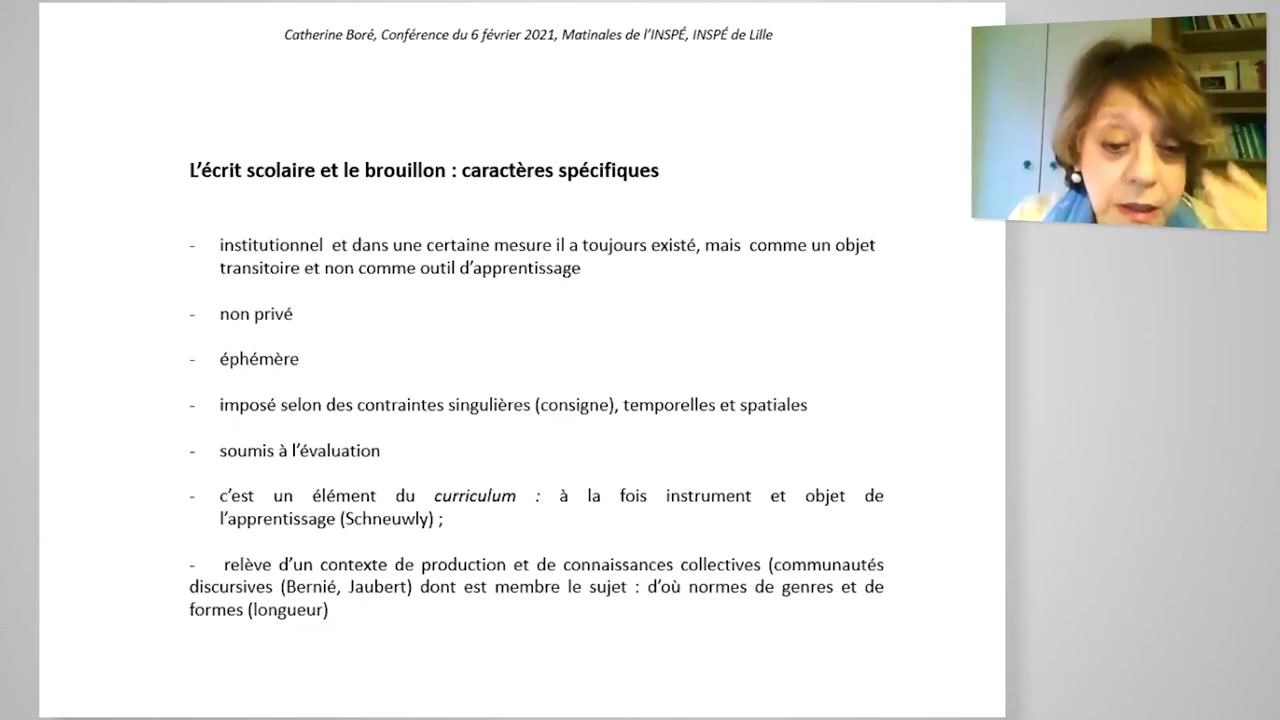 Catherine Boré, Conférence du 6 février 2021, Matinales de l'INSPÉ, INSPÉ de Lille
L'écrit scolaire et le brouillon : caractères spécifiques
- institutionnel et dans une certaine mesure il a toujours existé, mais comme un objet
transitoire et non comme outil d'apprentissage
- non privé
- éphémère
- imposé selon des contraintes singulières (consigne), temporelles et spatiales
- soumis à l'évaluation
- c'est un élément du curriculum : à la fois instrument et objet de
l'apprentissage (Schneuwly) ;
- relève d'un contexte de production et de connaissances collectives (communautés
discursives (Bernié, Jaubert) dont est membre le sujet : d'où normes de genres et de
formes (longueur)